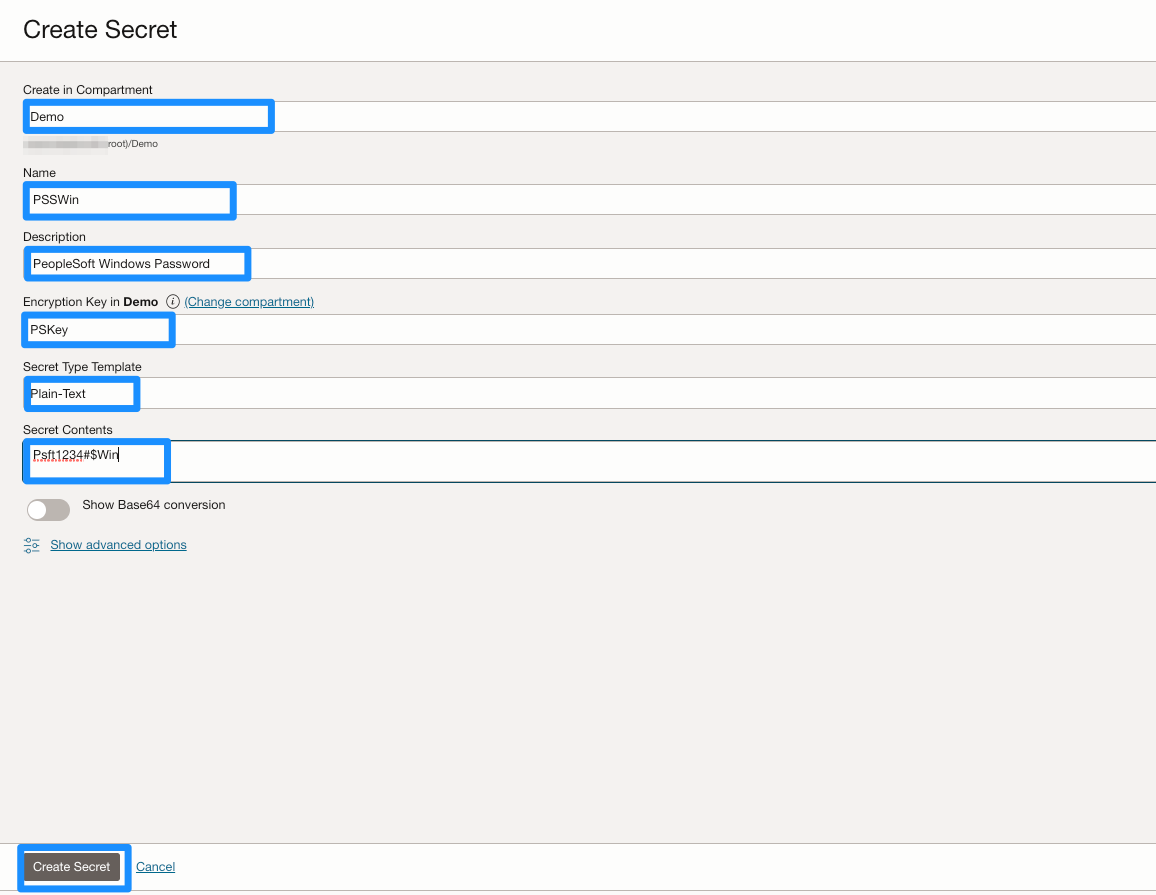 Create Secret
Create in Compartment
Demo
root)/Demo
Name
PSSWin
Description
PeopleSoft Windows Password
Encryption Key in Demo i (Change compartment)
PSKey
Secret Type Template
Plain-Text
Secret Contents
Psft1234#$Win
Show Base64 conversion
Show advanced options
Create Secret Cancel